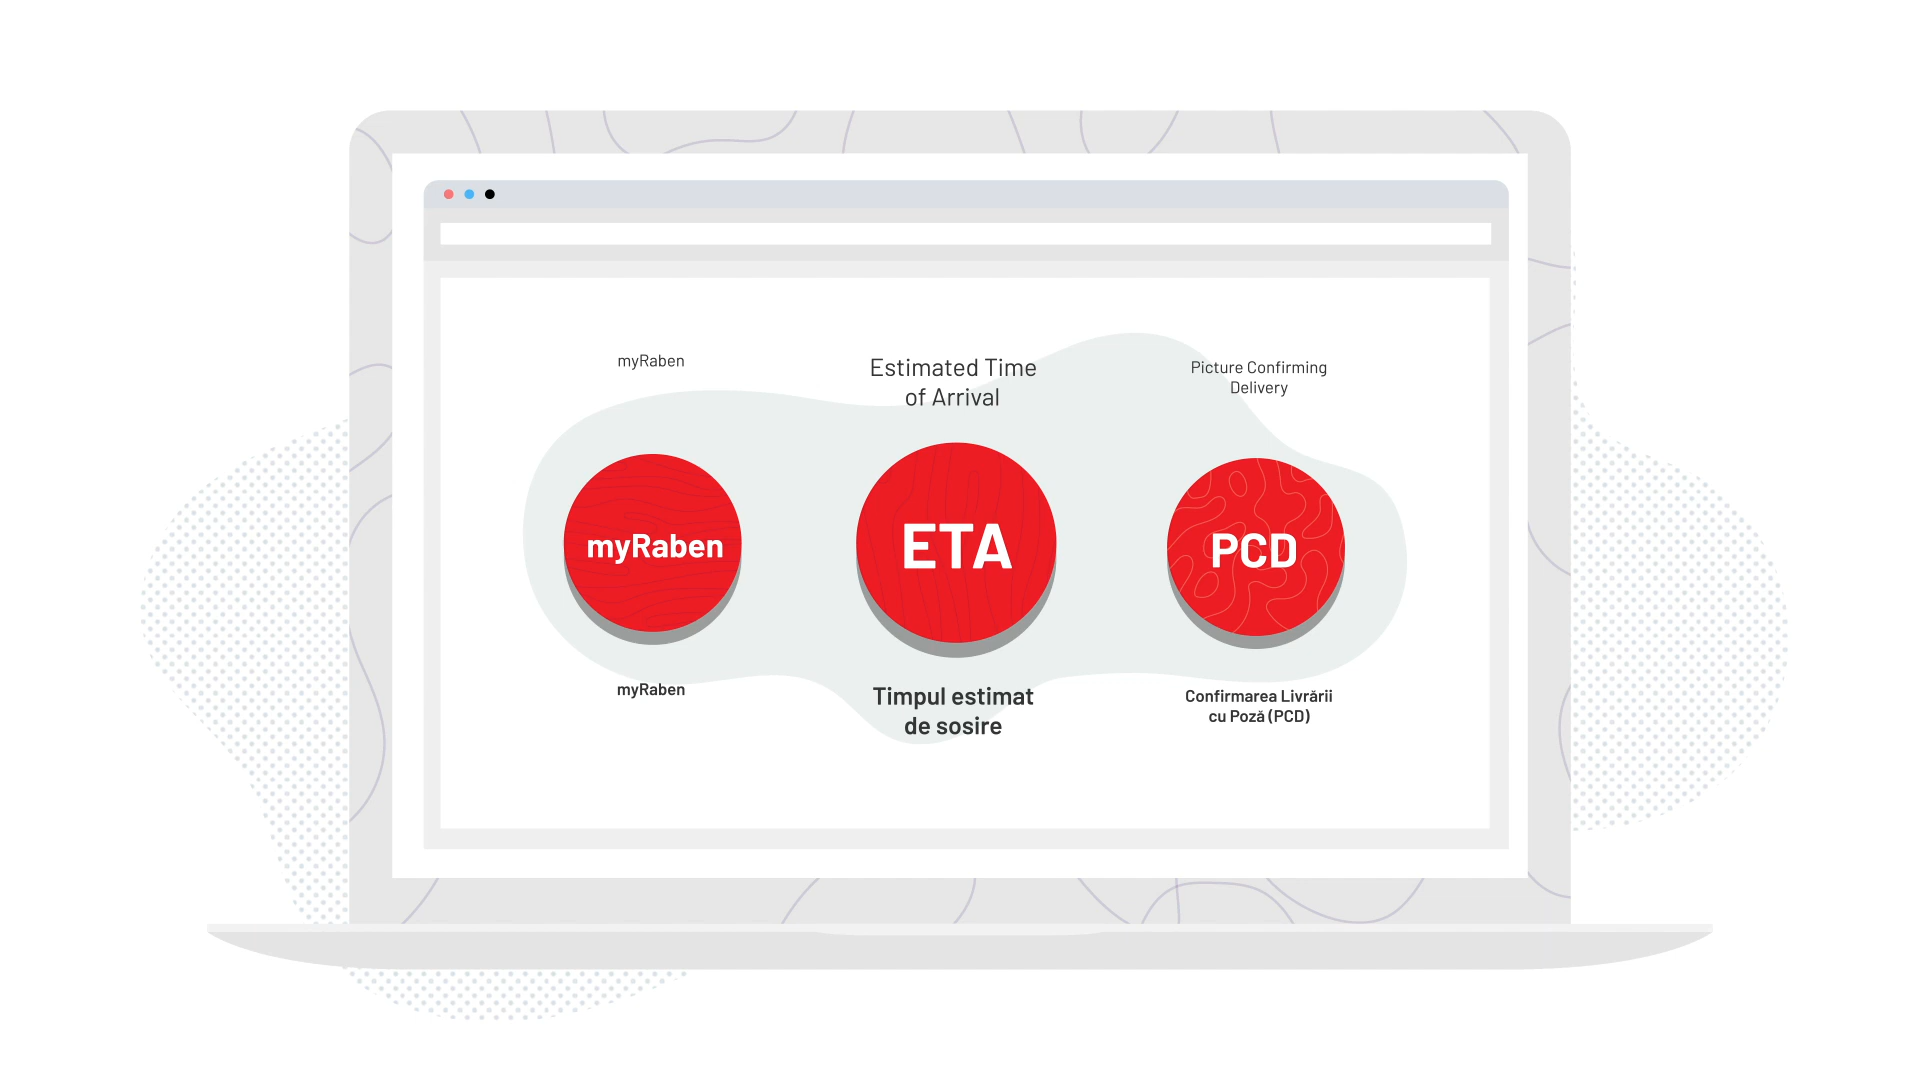 myRaben
myRaben
myRaben
Estimated Time
of Arrival
ETA
Timpul estimat
de sosire
Picture Confirming
Delivery
PCD
Confirmarea Livrării
cu Poză (PCD)